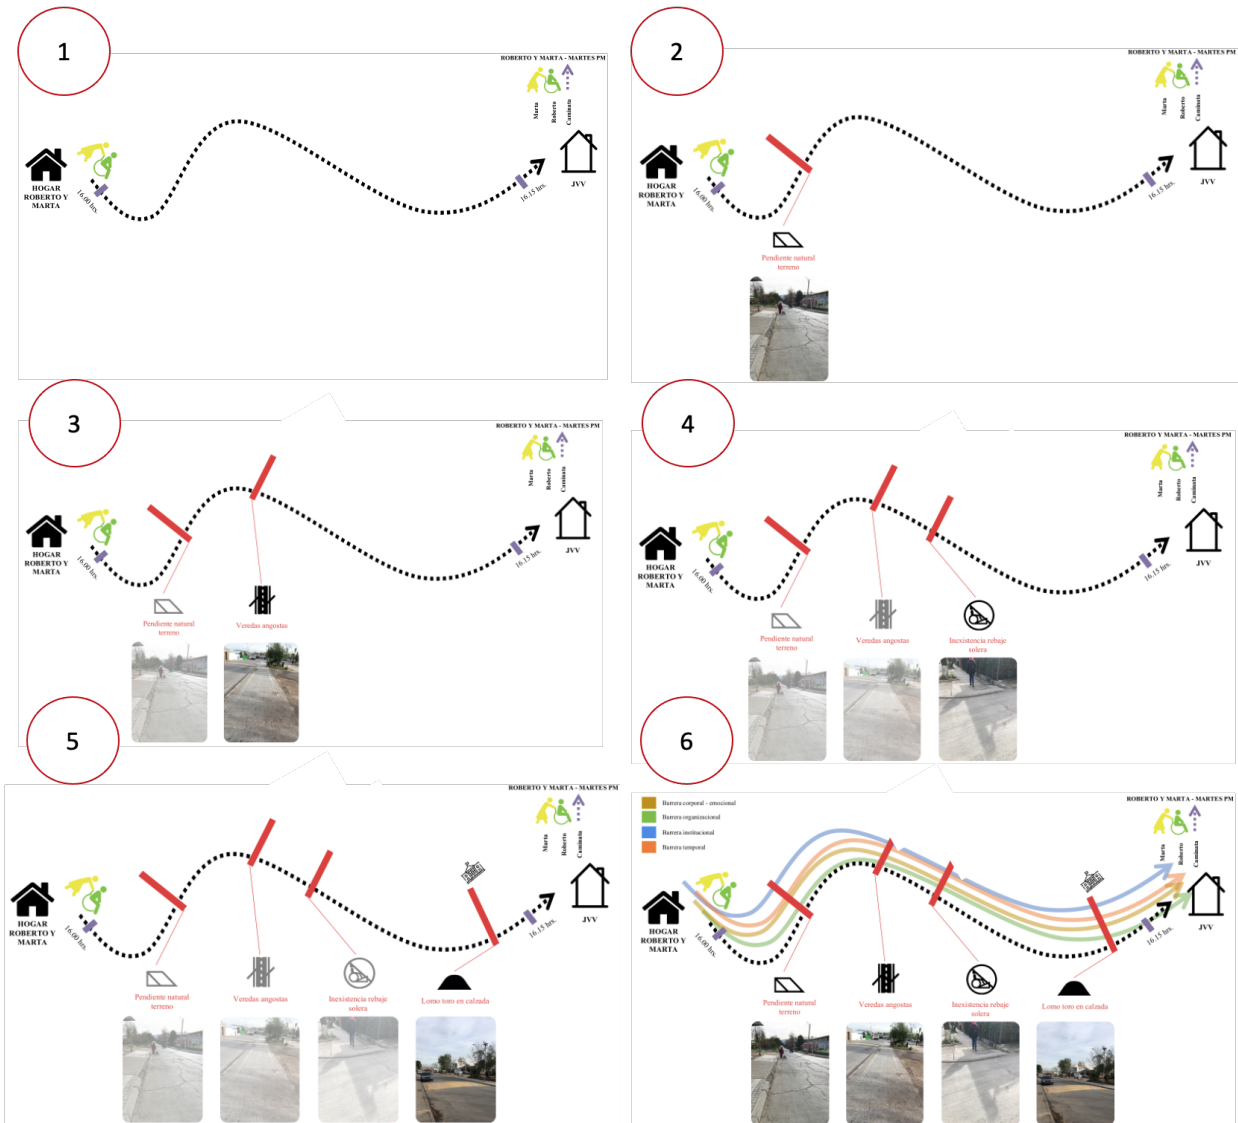 1
ROBERTO Y MARTA - MARTES PM
Marta
Roberto
Caminata
HOGAR
ROBERTO Y
MARTA
16.00 hrs.
16.15 hrs.
JVV
2
ROBERTO Y MARTA - MARTES PM
Marta
Roberto
Caminata
HOGAR
ROBERTO Y
MARTA
16.00 hrs.
16.15 hrs.
JVV
Pendiente natural
terreno
3
ROBERTO Y MARTA - MARTES PM
Marta
Roberto
Caminata
HOGAR
ROBERTO Y
MARTA
16.00 hrs.
16.15 hrs.
JVV
Pendiente natural
terreno
Veredas angostas
4
ROBERTO Y MARTA - MARTES PM
Marta
Roberto
Caminata
HOGAR
ROBERTO Y
MARTA
16.00 hrs.
16.15 hrs.
JVV
Pendiente natural
terreno
Veredas angostas
Inexistencia rebaje
solera
5
ROBERTO Y MARTA - MARTES PM
Marta
Roberto
Caminata
HOGAR
ROBERTO Y
MARTA
16.00 hrs.
16.15 hrs.
JVV
Pendiente natural
terreno
Veredas angostas
Inexistencia rebaje
solera
Lomo toro en calzada
6
Barrera corporal - emocional
Barrera organizacional
Barrera institucional
Barrera temporal
ROBERTO Y MARTA - MARTES PM
Marta
Roberto
Caminata
HOGAR
ROBERTO Y
MARTA
16.00 hrs.
16.15 hrs.
JVV
Pendiente natural
terreno
Veredas angostas
Inexistencia rebaje
solera
Lomo toro en calzada